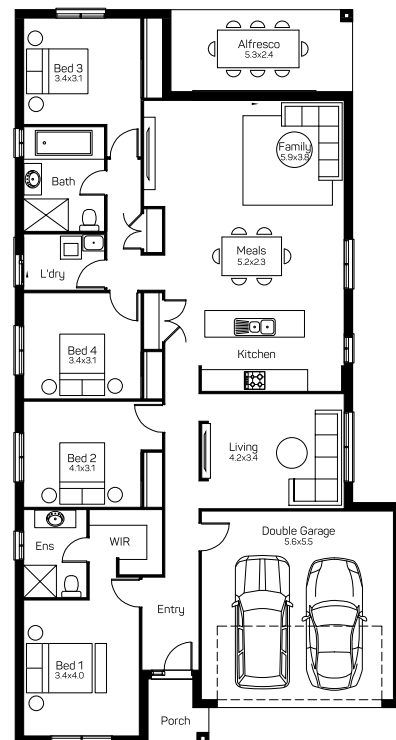 Alfresco
5.3x2.4
Bed 3
3.4x3.1
Family
5.9x3.8
Bath
Meals
5.2x2.3
L'dry
Bed 4
3.4x3.1
Kitchen
Bed 2
4.1x3.1
Living
4.2x3.4
Ens
WIR
Double Garage
5.6x5.5
Entry
Bed 1
3.4x4.0
Porch